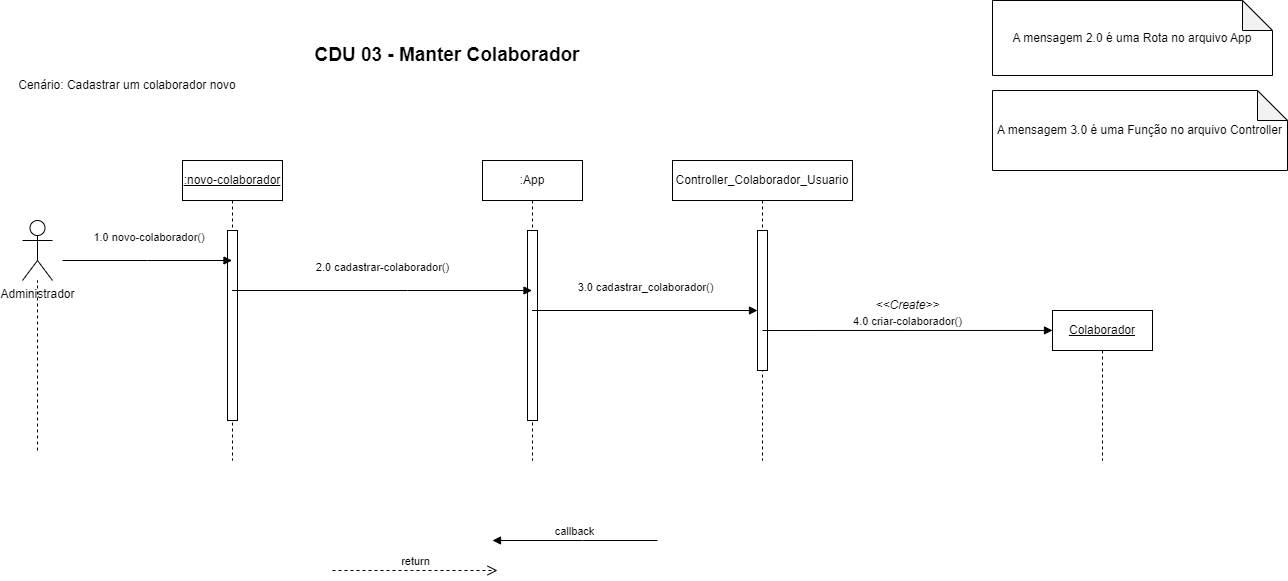 A mensagem 2.0 é uma Rota no arquivo App
CDU 03 - Manter Colaborador
Cenário: Cadastrar um colaborador novo
A mensagem 3.0 é uma Função no arquivo Controller
:novo-colaborador
:App
Controller_Colaborador_Usuario
1.0 novo-colaborador()
2.0 cadastrar-colaborador()
3.0 cadastrar_colaborador()
Administrador
<<Create>>
4.0 criar-colaborador()
Colaborador
callback
return